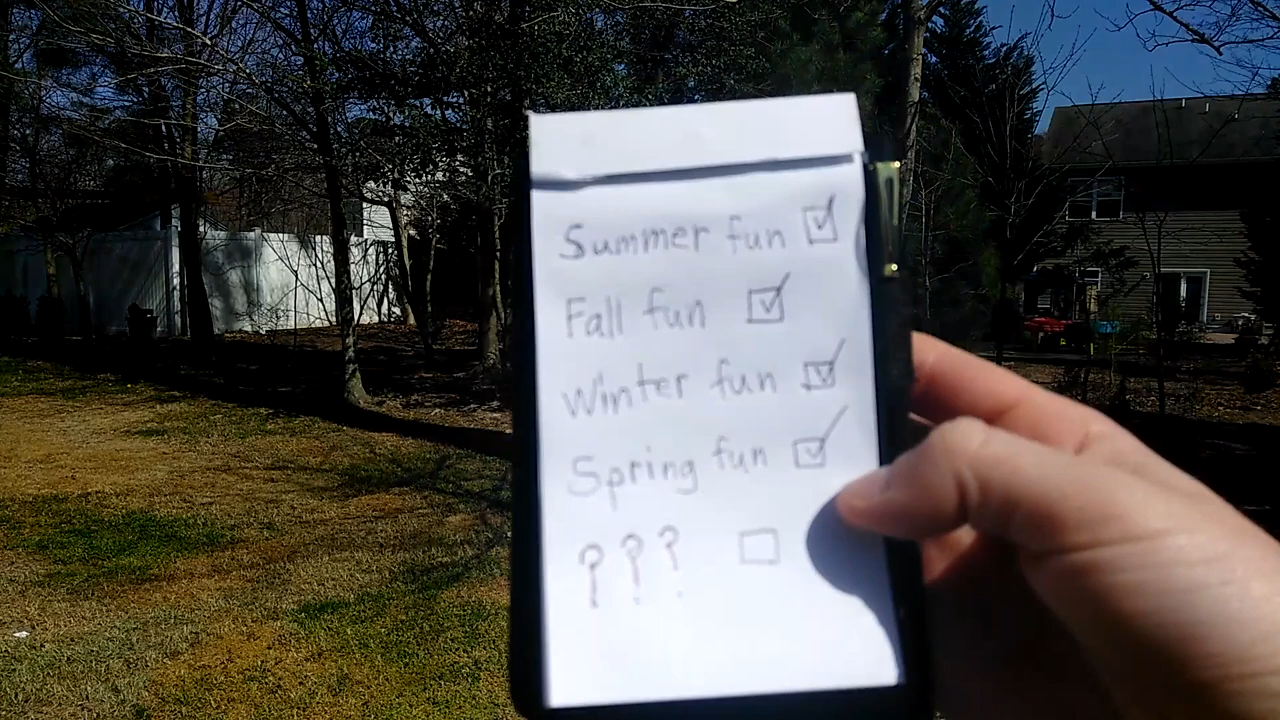 Summer fun ☑
Fall fun ☑
Winter fun ☑
Spring fun ☑
??? ☐